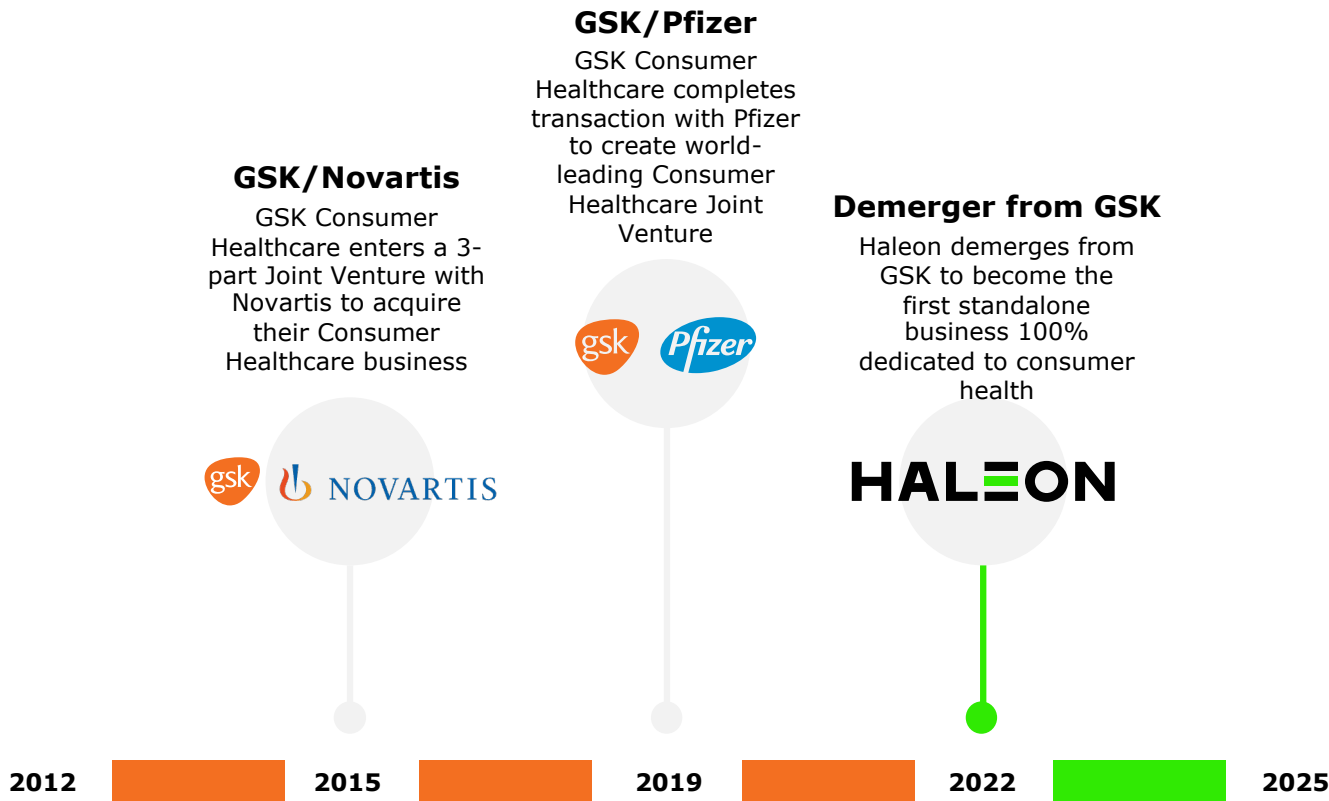 GSK/Novartis
GSK Consumer
Healthcare enters a 3-
part Joint Venture with
Novartis to acquire
their Consumer
Healthcare business
gsk
NOVARTIS
GSK/Pfizer
GSK Consumer
Healthcare completes
transaction with Pfizer
to create world-
leading Consumer
Healthcare Joint
Venture
gsk
Pfizer
Demerger from GSK
Haleon demerges from
GSK to become the
first standalone
business 100%
dedicated to consumer
health
HALEON
2012
2015
2019
2022
2025